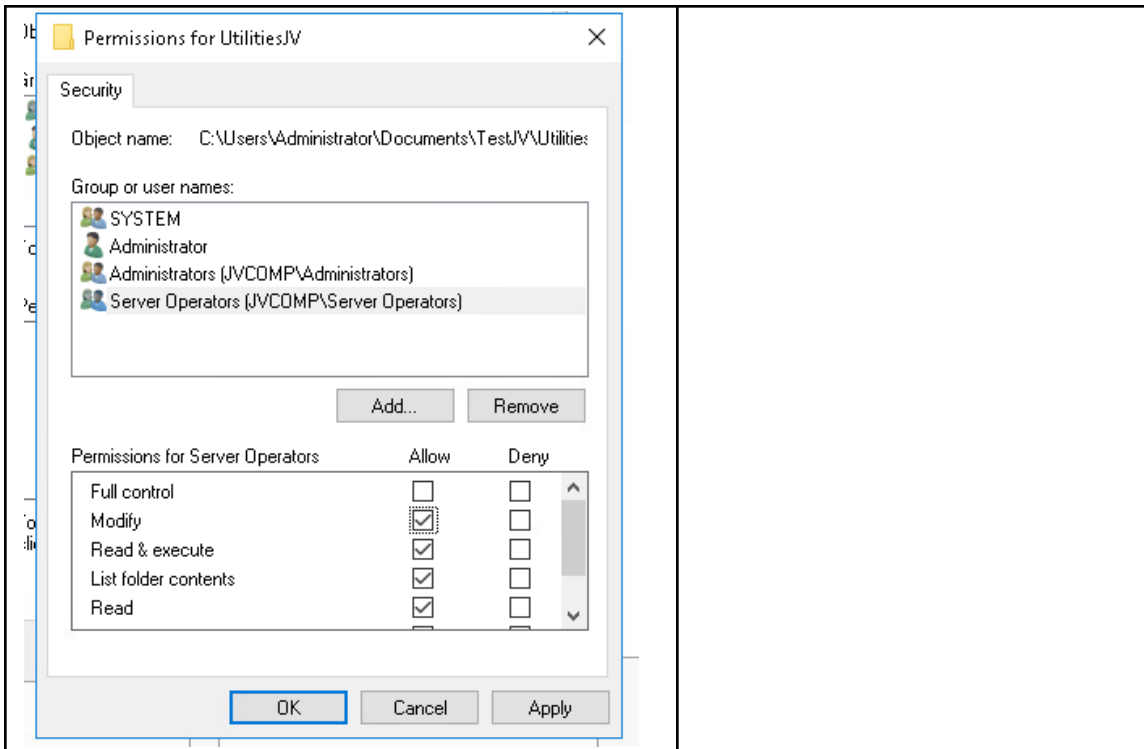 Permissions for UtilitiesJV
Security
Object name: C:\Users\Administrator\Documents\TestJV\Utilities
Group or user names:
SYSTEM
Administrator
Administrators (JVCOMP\Administrators)
Server Operators (JVCOMP\Server Operators)
Add... Remove
Permissions for Server Operators Allow Deny
Full control
Modify
Read & execute
List folder contents
Read
OK Cancel Apply